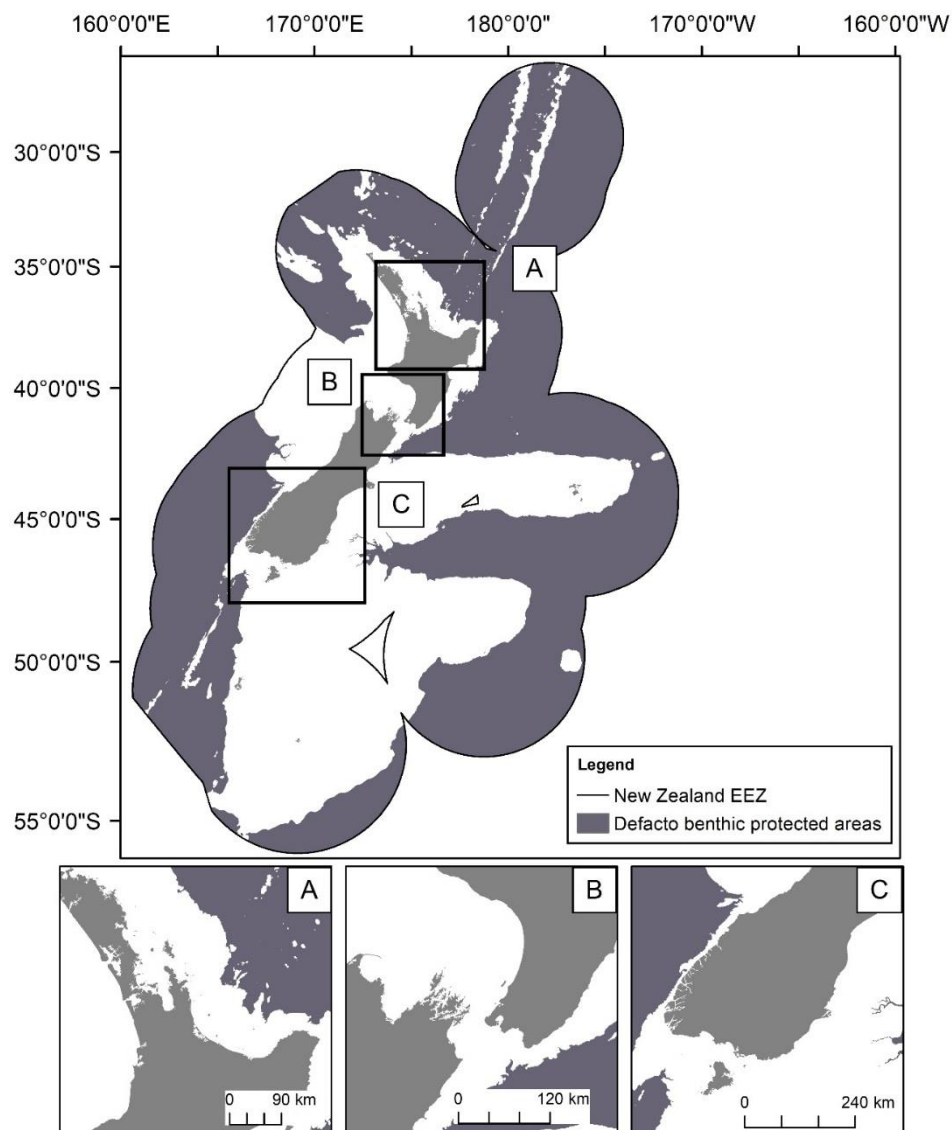 160°0'0"E 170°0'0"E 180°0'0" 170°0'0"W 160°0'0"W
30°0'0"S
35°0'0"S
40°0'0"S
45°0'0"S
50°0'0"S
55°0'0"S
A
B
C
Legend
New Zealand EEZ
Defacto benthic protected areas
A
0 90 km
B
0 120 km
C
0 240 km